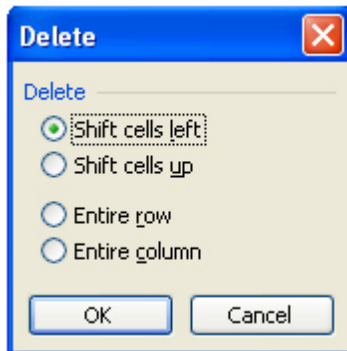 Delete
Delete
Shift cells left
Shift cells up
Entire row
Entire column
OK
Cancel